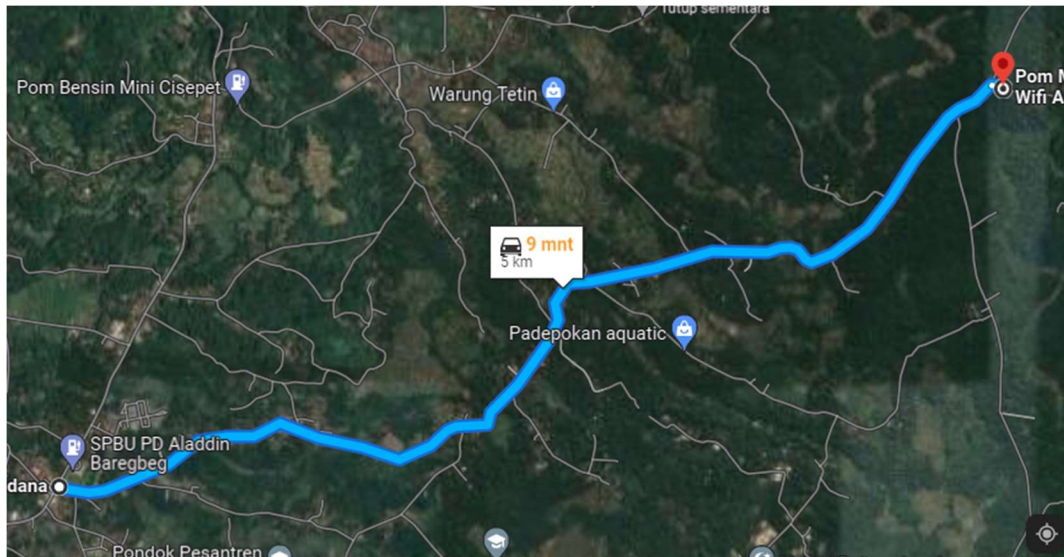 Tutup sementara
Pom Bensin Mini Cisepet
Warung Tetin
Pom M
Wifi A
9 mnt
5 km
Padepokan aquatic
SPBU PD Aladdin
Baregbeg
dana
Pondok Pesantren